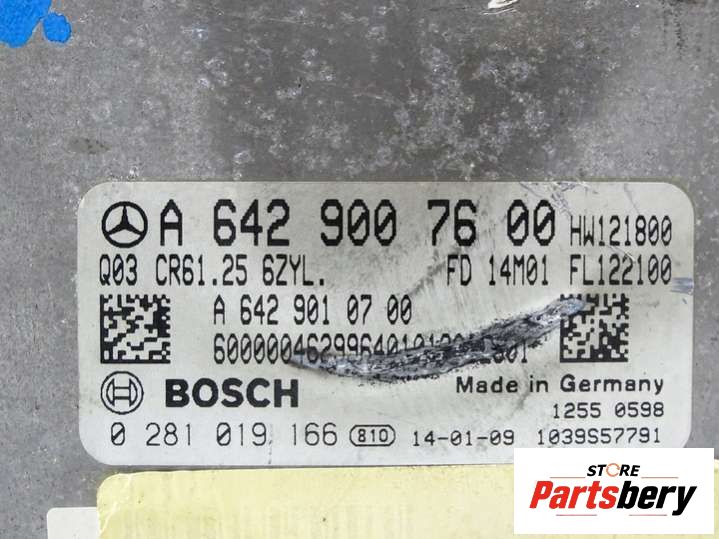 A 642 900 76 00 HW121800
Q03 CR61.25 6ZYL. FD 14M01 FL122100
A 642 901 07 00
BOSCH
Made in Germany
1255 0598
0 281 019 166 810 14-01-09 1039S57791
STORE
Partsbery